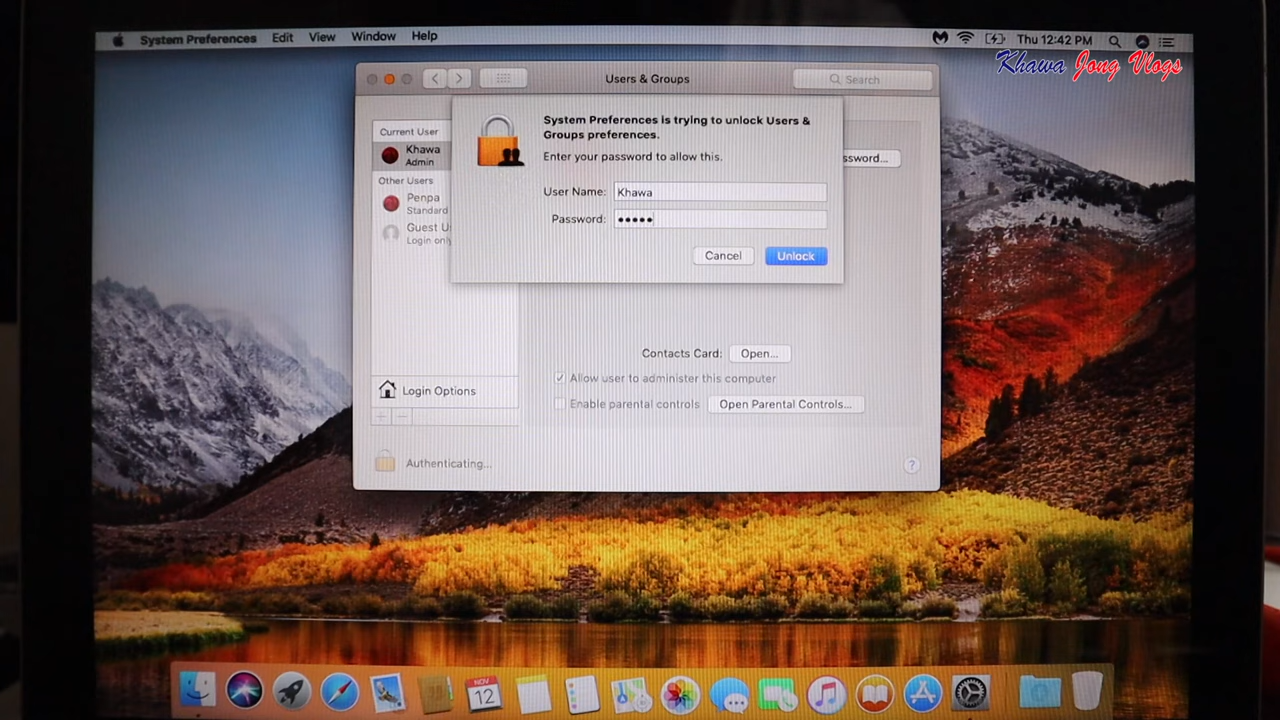 System Preferences Edit View Window Help
Thu 12:42 PM
Khawa Jong Vlogs
Users & Groups
Search
Current User
Khawa
Admin
Other Users
Penpa
Standard
Guest U
Login only
System Preferences is trying to unlock Users &
Groups preferences.
Enter your password to allow this.
User Name: Khawa
Password: •••••
Cancel Unlock
ssword...
Contacts Card: Open...
Allow user to administer this computer
Enable parental controls Open Parental Controls...
Login Options
+ −
Authenticating...
?
NOV
12